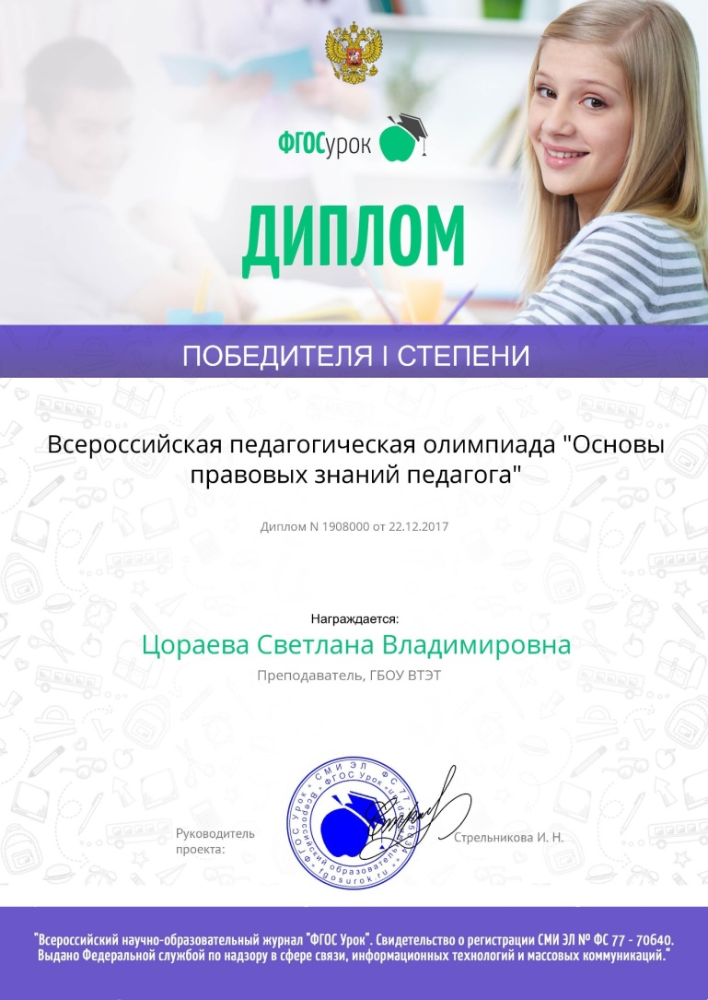 ФГОСурок
ДИПЛОМ
ПОБЕДИТЕЛЯ I СТЕПЕНИ
Всероссийская педагогическая олимпиада "Основы
правовых знаний педагога"
Диплом N 1908000 от 22.12.2017
Награждается:
Цораева Светлана Владимировна
Преподаватель, ГБОУ ВТЭТ
Руководитель
проекта:
ФГОС Урок * СМИ ЭЛ ФС 77
"ФГОС Урок"
Всероссийский образовательный
fgosurok.ru
Стрельникова И. Н.
"Всероссийский научно-образовательный журнал "ФГОС Урок". Свидетельство о регистрации СМИ ЭЛ № ФС 77 - 70640.
Выдано Федеральной службой по надзору в сфере связи, информационных технологий и массовых коммуникаций."